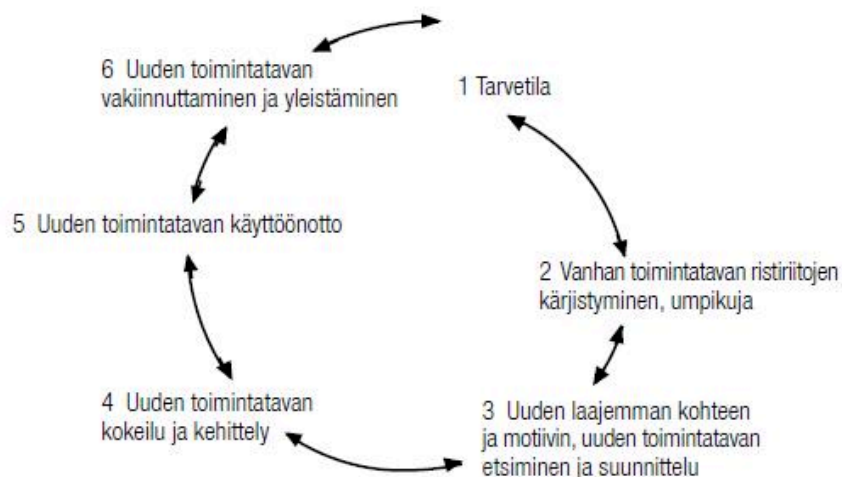 1 Tarvetila
2 Vanhan toimintatavan ristiriitojen
kärjistyminen, umpikuja
3 Uuden laajemman kohteen
ja motiivin, uuden toimintatavan
etsiminen ja suunnittelu
4 Uuden toimintatavan
kokeilu ja kehittely
5 Uuden toimintatavan käyttöönotto
6 Uuden toimintatavan
vakiinnuttaminen ja yleistäminen